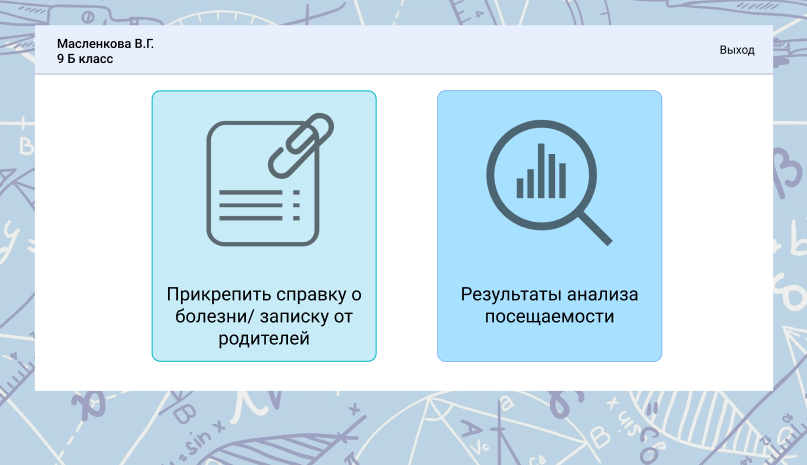 Масленкова В.Г.
9 Б класс
Выход
Прикрепить справку о
болезни/ записку от
родителей
Результаты анализа
посещаемости